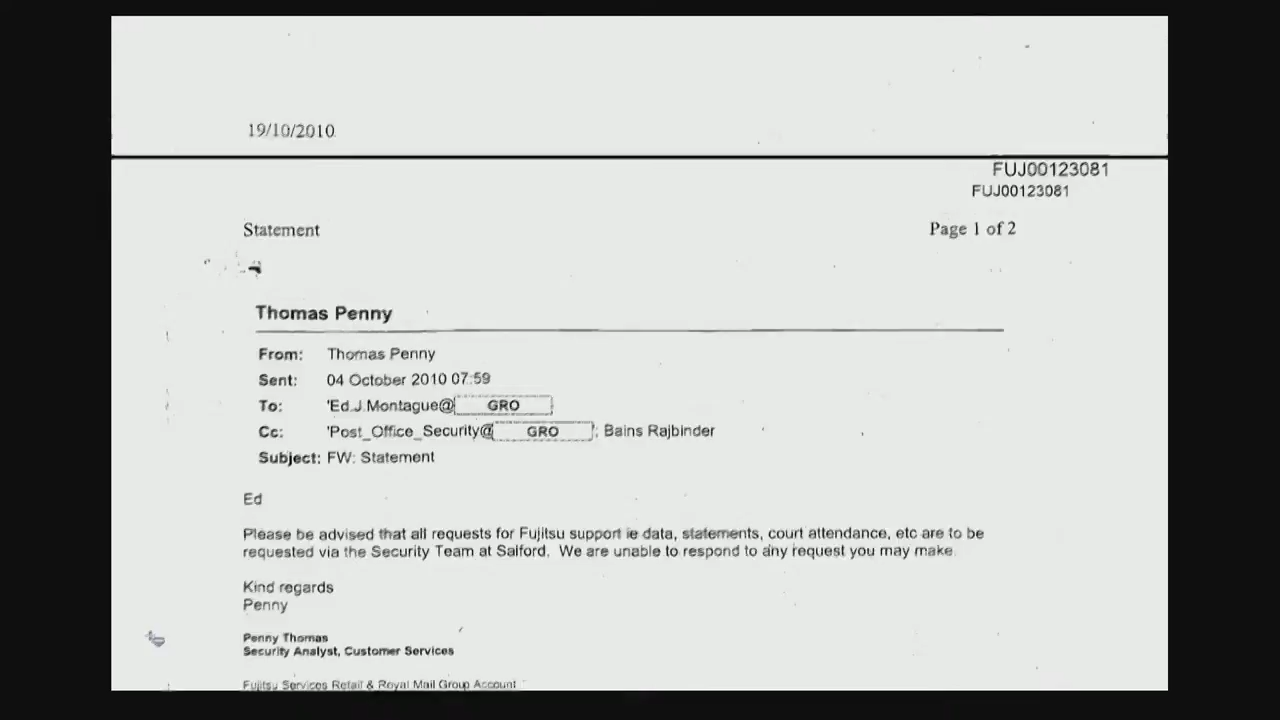 19/10/2010
FUJ00123081
FUJ00123081
Statement
Page 1 of 2
Thomas Penny
From: Thomas Penny
Sent: 04 October 2010 07:59
To: 'Ed.J.Montague@ GRO
Cc: 'Post_Office_Security@ GRO '; Bains Rajbinder
Subject: FW: Statement
Ed
Please be advised that all requests for Fujitsu support ie data, statements, court attendance, etc are to be
requested via the Security Team at Salford. We are unable to respond to any request you may make.
Kind regards
Penny
Penny Thomas
Security Analyst, Customer Services
Fujitsu Services Retail & Royal Mail Group Account